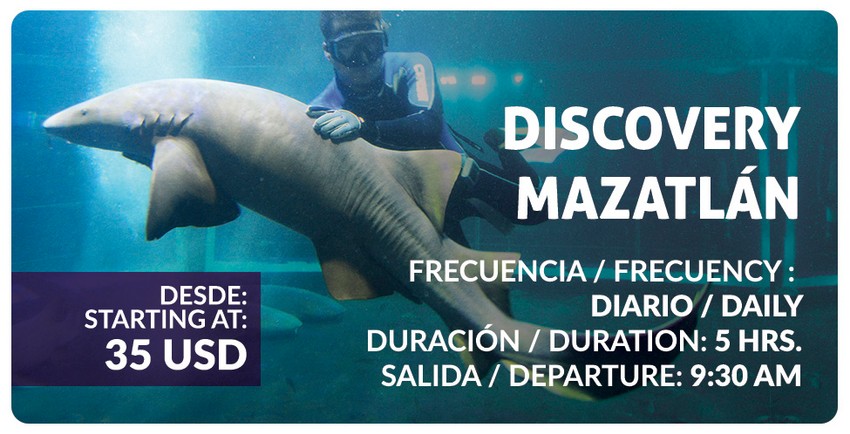 DISCOVERY
MAZATLÁN
FRECUENCIA / FRECUENCY :
DIARIO / DAILY
DURACIÓN / DURATION: 5 HRS.
SALIDA / DEPARTURE: 9:30 AM
DESDE:
STARTING AT:
35 USD